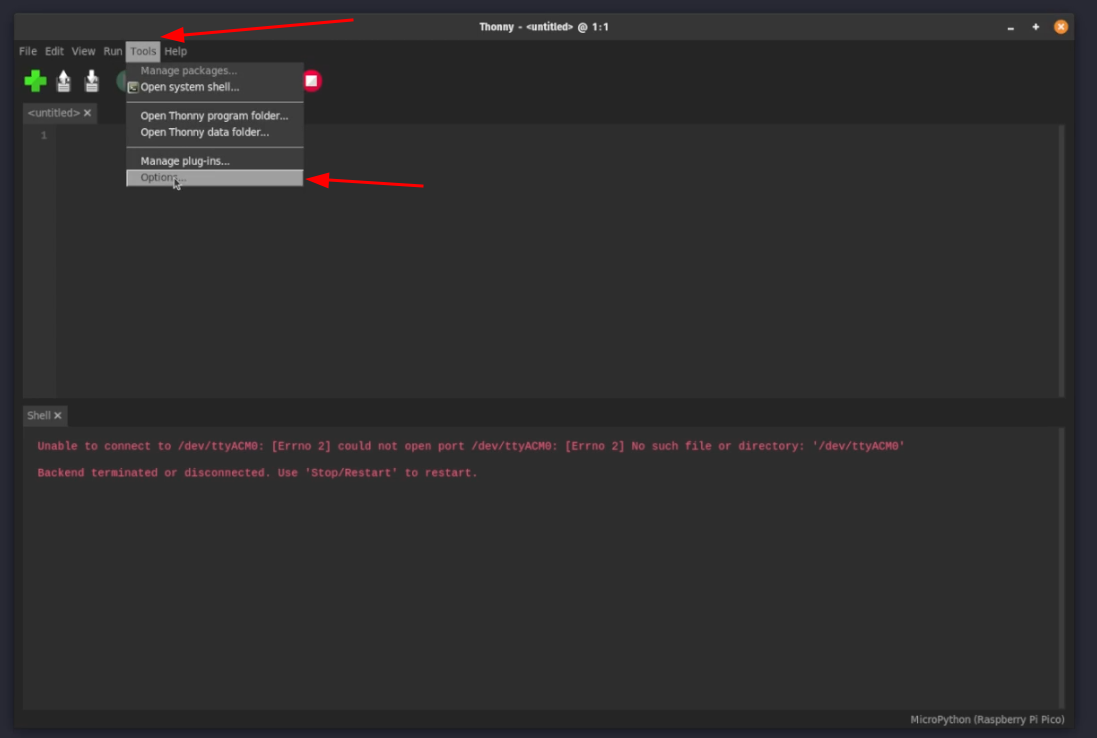 Thonny - <untitled> @ 1:1
File Edit View Run Tools Help
Manage packages...
Open system shell...
<untitled>
Open Thonny program folder...
1
Open Thonny data folder...
Manage plug-ins...
Options...
Shell
Unable to connect to /dev/ttyACM0: [Errno 2] could not open port /dev/ttyACM0: [Errno 2] No such file or directory: '/dev/ttyACM0'
Backend terminated or disconnected. Use 'Stop/Restart' to restart.
MicroPython (Raspberry Pi Pico)